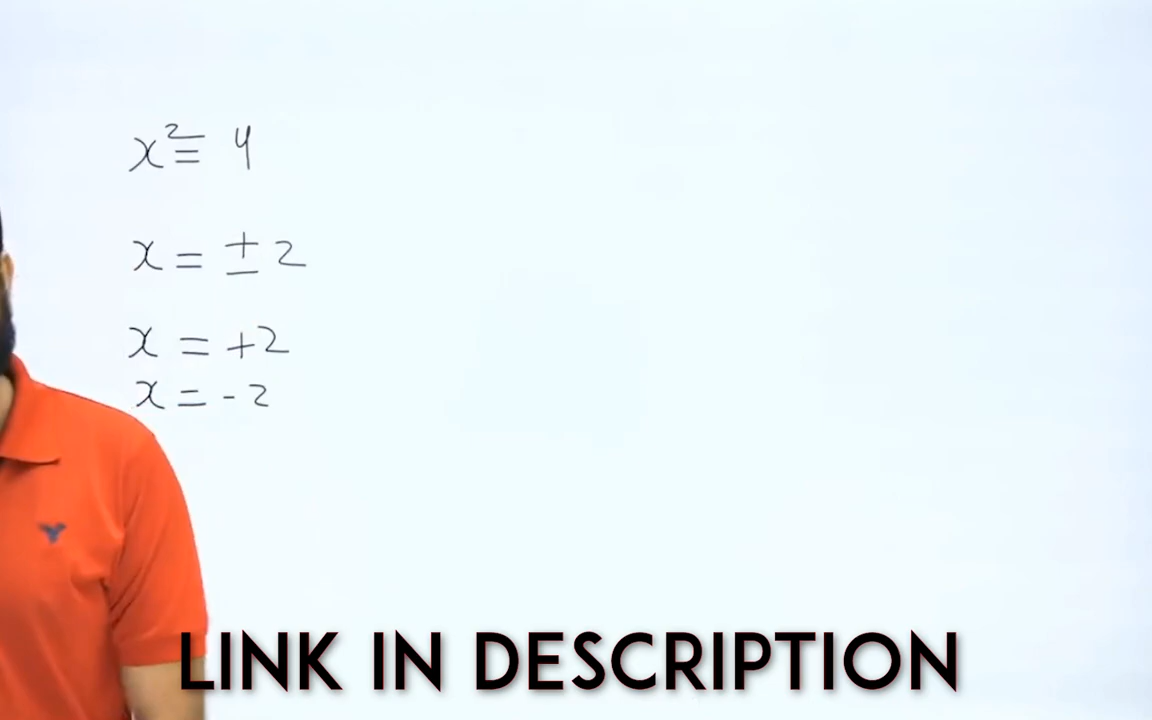 x² = 4
x = ± 2
x = +2
x = -2
LINK IN DESCRIPTION